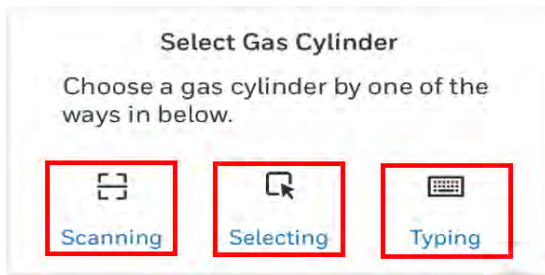 Select Gas Cylinder
Choose a gas cylinder by one of the
ways in below.
Scanning Selecting Typing